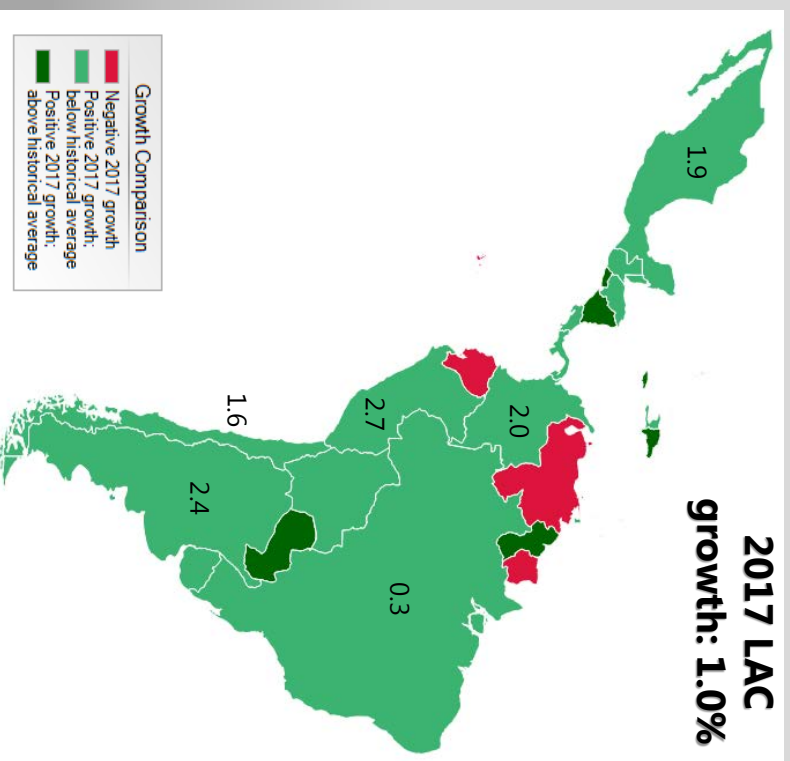 2017 LAC
growth: 1.0%
1.9
2.0
2.7
0.3
1.6
2.4
Growth Comparison
Negative 2017 growth
Positive 2017 growth;
below historical average
Positive 2017 growth;
above historical average